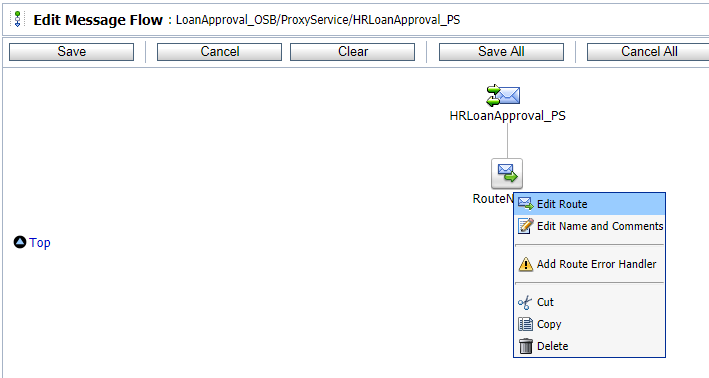 Edit Message Flow : LoanApproval_OSB/ProxyService/HRLoanApproval_PS
Save Cancel Clear Save All Cancel All
HRLoanApproval_PS
Edit Route
Edit Name and Comments
Top
Add Route Error Handler
Cut
Copy
Delete